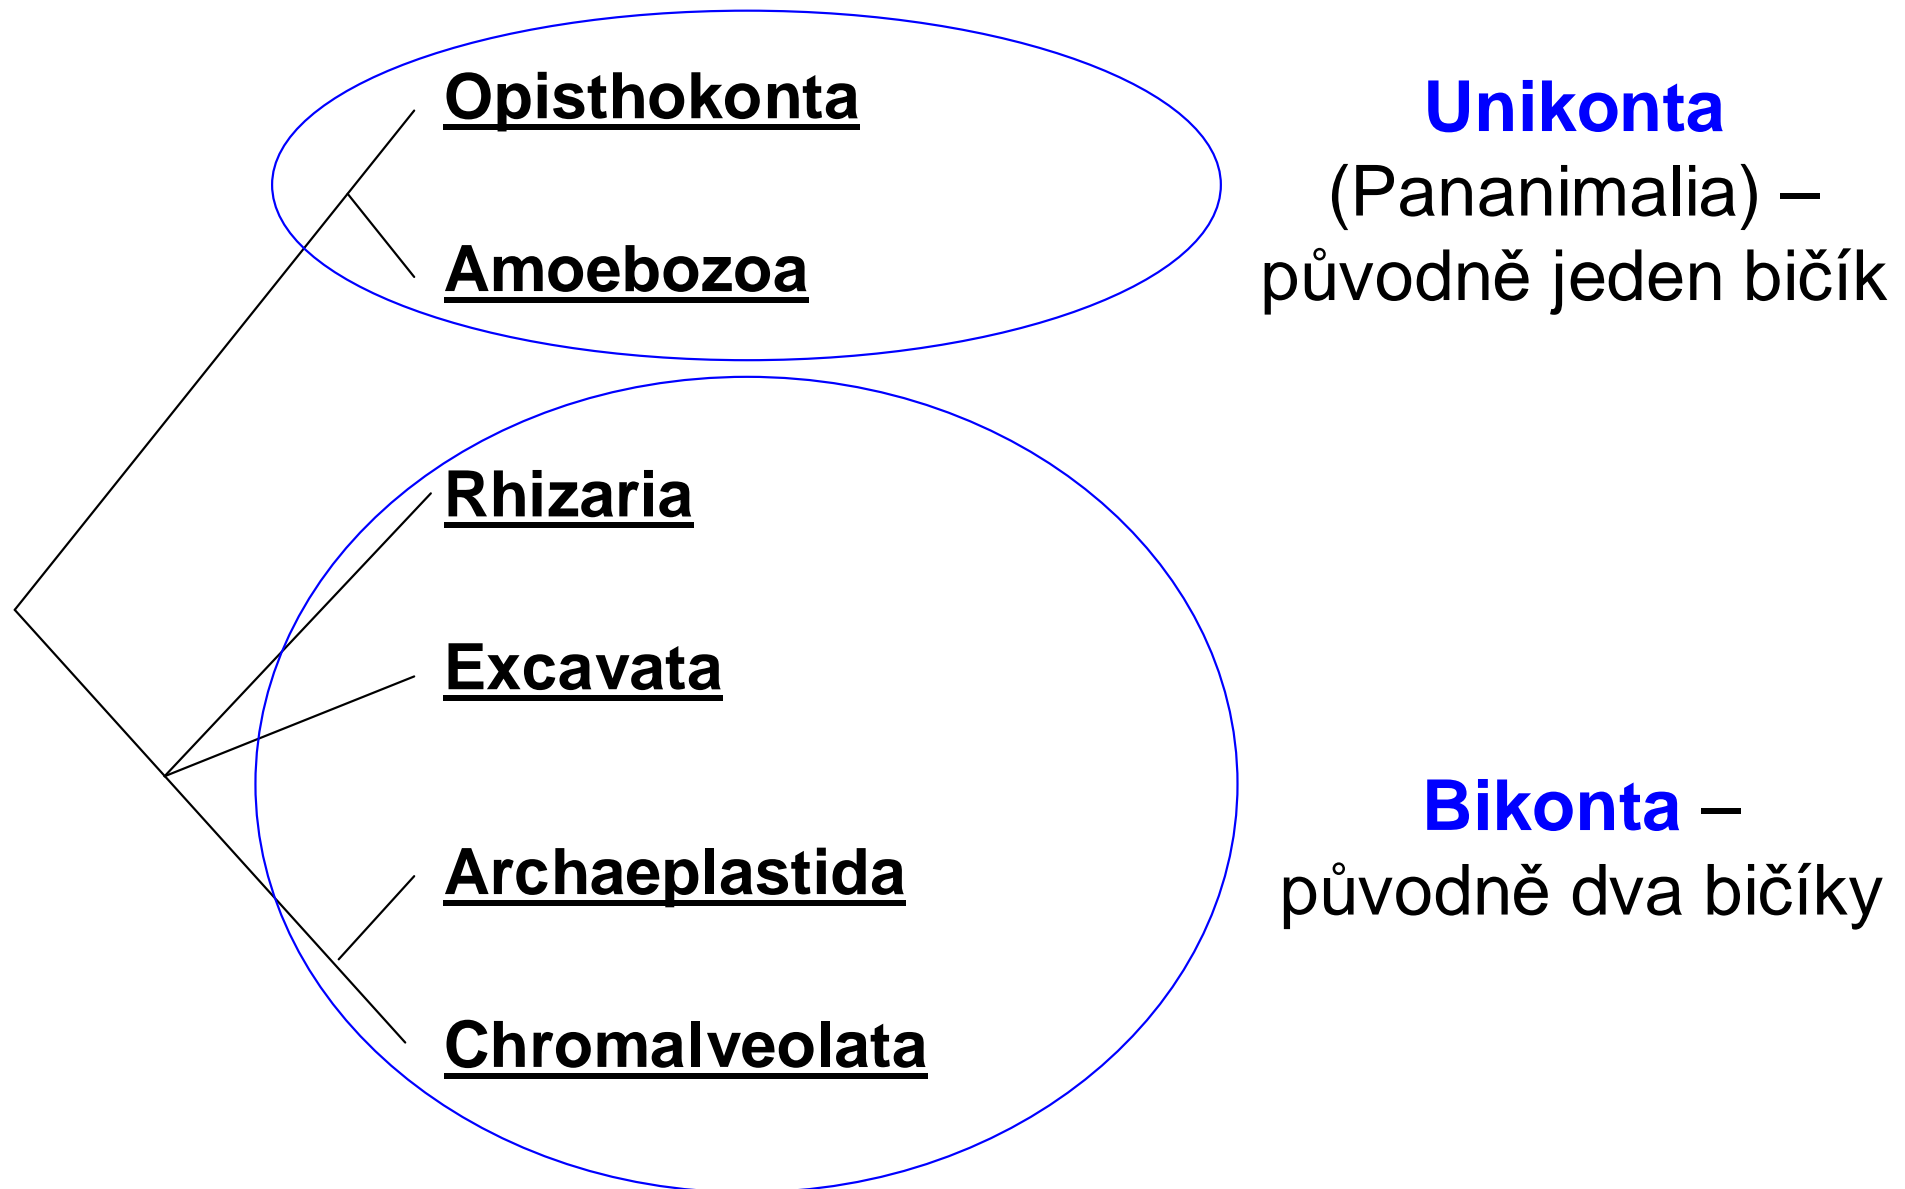 Opisthokonta
Amoebozoa
Unikonta
(Pananimalia) –
původně jeden bičík
Rhizaria
Excavata
Archaeplastida
Chromalveolata
Bikonta –
původně dva bičíky